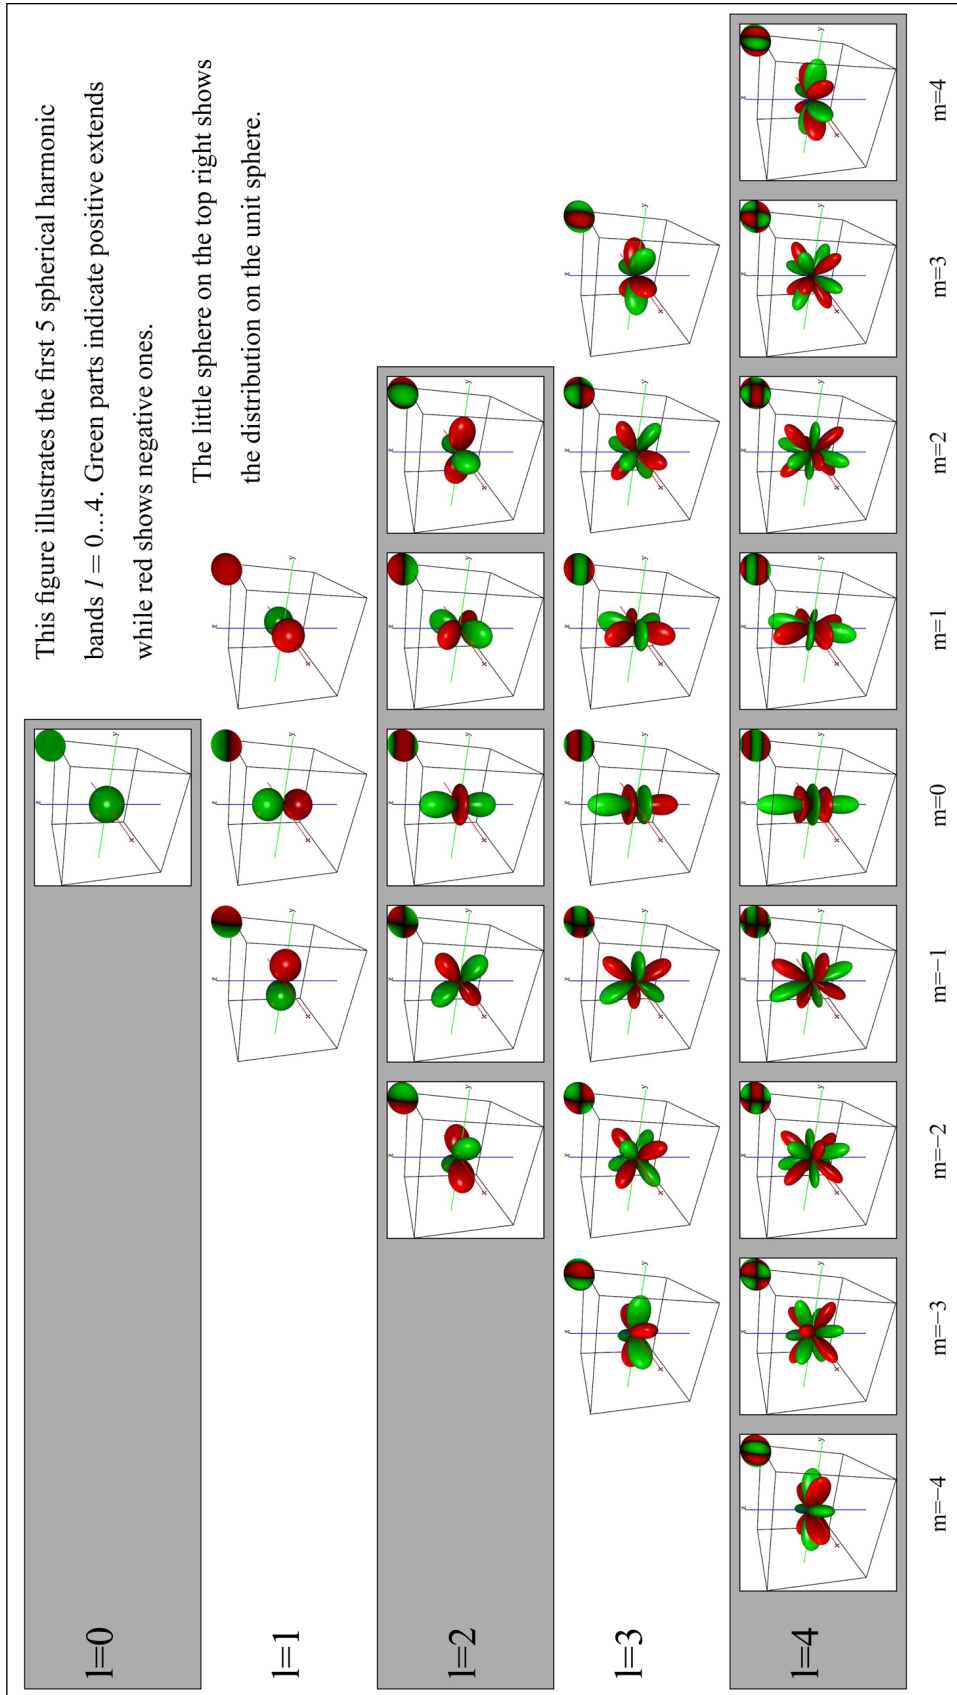 This figure illustrates the first 5 spherical harmonic
bands l = 0...4. Green parts indicate positive extends
while red shows negative ones.
The little sphere on the top right shows
the distribution on the unit sphere.
l=0
z
y
x
l=1
z
y
x
z
y
x
z
y
x
l=2
z
y
x
z
y
x
z
y
x
z
y
x
z
y
x
l=3
z
y
x
z
y
x
z
y
x
z
y
x
z
y
x
z
y
x
z
y
x
l=4
z
y
x
z
y
x
z
y
x
z
y
x
z
y
x
z
y
x
z
y
x
z
y
x
z
y
x
m=−4 m=−3 m=−2 m=−1 m=0 m=1 m=2 m=3 m=4